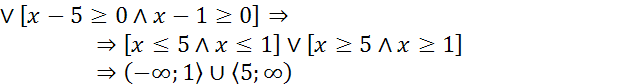 ∨ [x − 5 ≥ 0 ∧ x − 1 ≥ 0] ⇒
⇒ [x ≤ 5 ∧ x ≤ 1] ∨ [x ≥ 5 ∧ x ≥ 1]
⇒ (−∞; 1⟩ ∪ ⟨5; ∞)